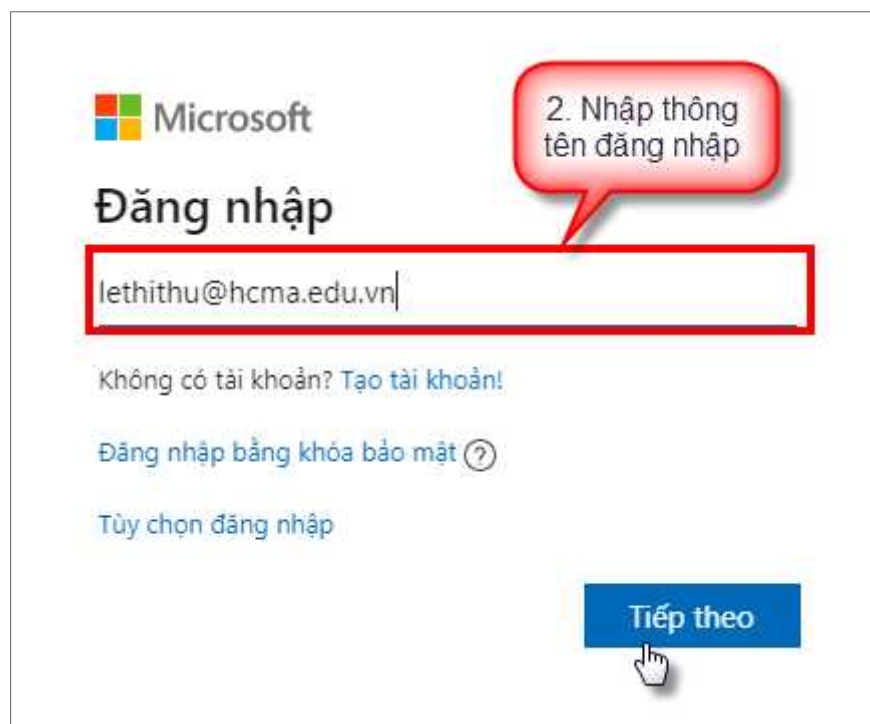 Microsoft
2. Nhập thông
tên đăng nhập
Đăng nhập
lethithu@hcma.edu.vn
Không có tài khoản? Tạo tài khoản!
Đăng nhập bằng khóa bảo mật ?
Tùy chọn đăng nhập
Tiếp theo